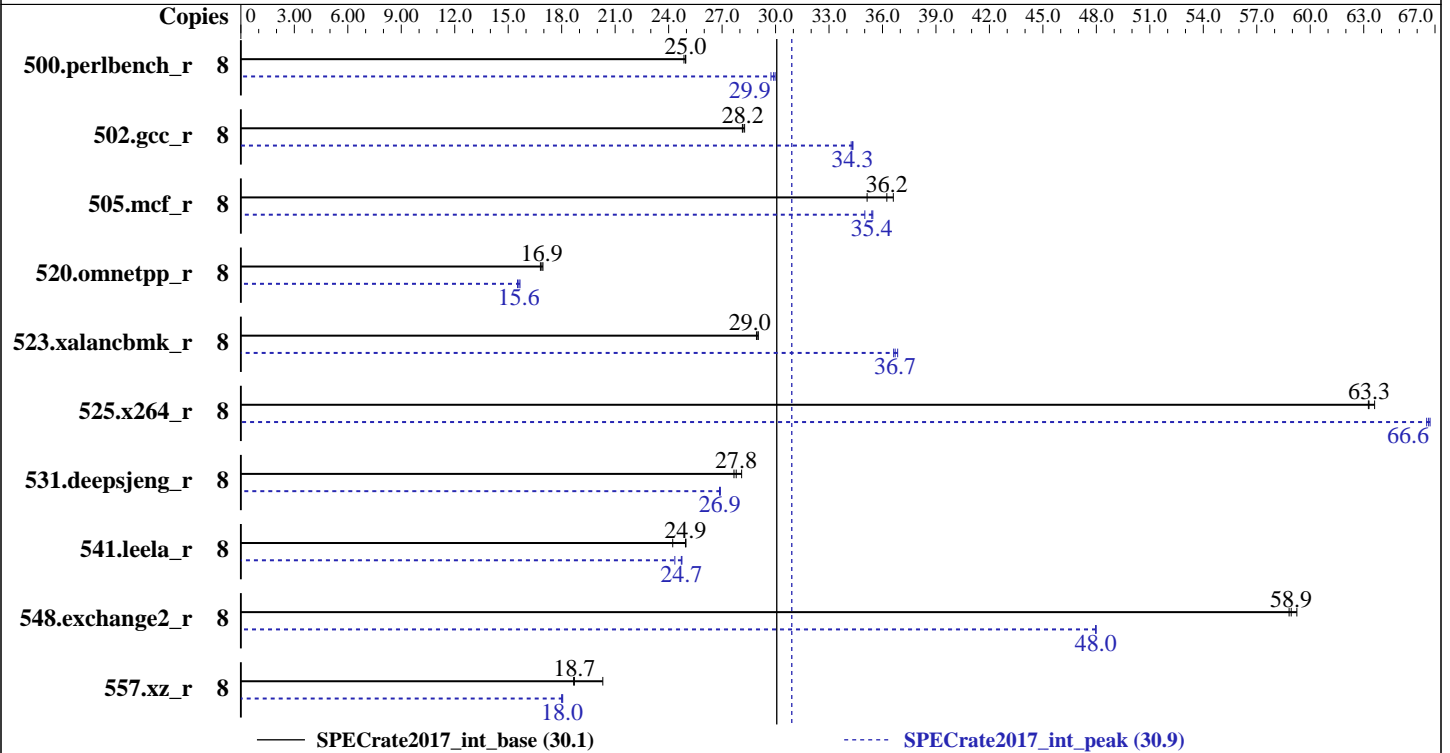 Copies 0 3.00 6.00 9.00 12.0 15.0 18.0 21.0 24.0 27.0 30.0 33.0 36.0 39.0 42.0 45.0 48.0 51.0 54.0 57.0 60.0 63.0 67.0
25.0
500.perlbench_r 8
29.9
28.2
502.gcc_r 8
34.3
36.2
505.mcf_r 8
35.4
16.9
520.omnetpp_r 8
15.6
29.0
523.xalancbmk_r 8
36.7
63.3
525.x264_r 8
66.6
27.8
531.deepsjeng_r 8
26.9
24.9
541.leela_r 8
24.7
58.9
548.exchange2_r 8
48.0
18.7
557.xz_r 8
18.0
SPECrate2017_int_base (30.1) SPECrate2017_int_peak (30.9)